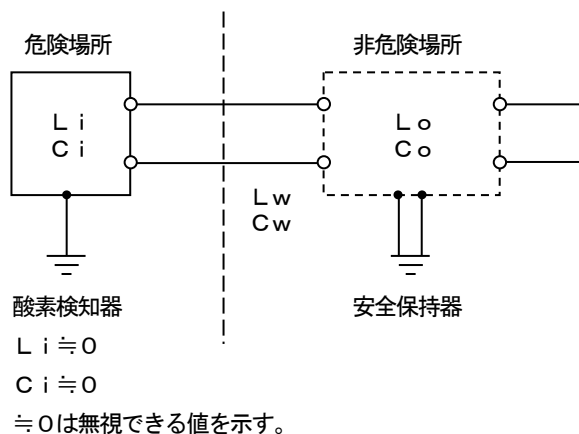 危険場所
非危険場所
Ｌｉ
Ｃｉ
Ｌｏ
Ｃｏ
Ｌｗ
Ｃｗ
酸素検知器
安全保持器
Ｌｉ≒０
Ｃｉ≒０
≒０は無視できる値を示す。